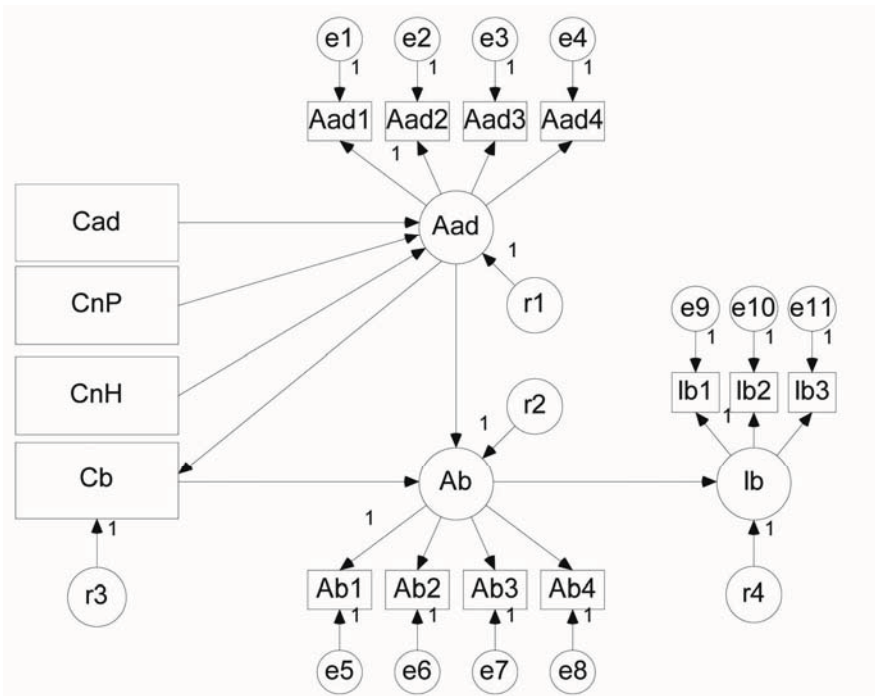 e1 e2 e3 e4
1 1 1 1
Aad1 Aad2 Aad3 Aad4
1
Cad
Aad
1
CnP
r1
e9 e10 e11
1 1 1
CnH
r2
Ib1 Ib2 Ib3
1
1
Cb
Ab
Ib
1
1
1
r3
r4
Ab1 Ab2 Ab3 Ab4
1 1 1 1
e5 e6 e7 e8